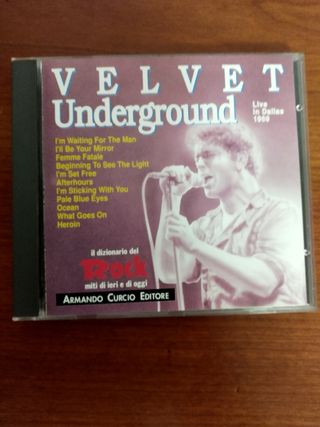 VELVET
Underground
Live
in Dallas
1969
I'm Waiting For The Man
I'll Be Your Mirror
Femme Fatale
Beginning To See The Light
I'm Set Free
Afterhours
I'm Sticking With You
Pale Blue Eyes
Ocean
What Goes On
Heroin
il dizionario del
Rock
miti di ieri e di oggi
ARMANDO CURCIO EDITORE